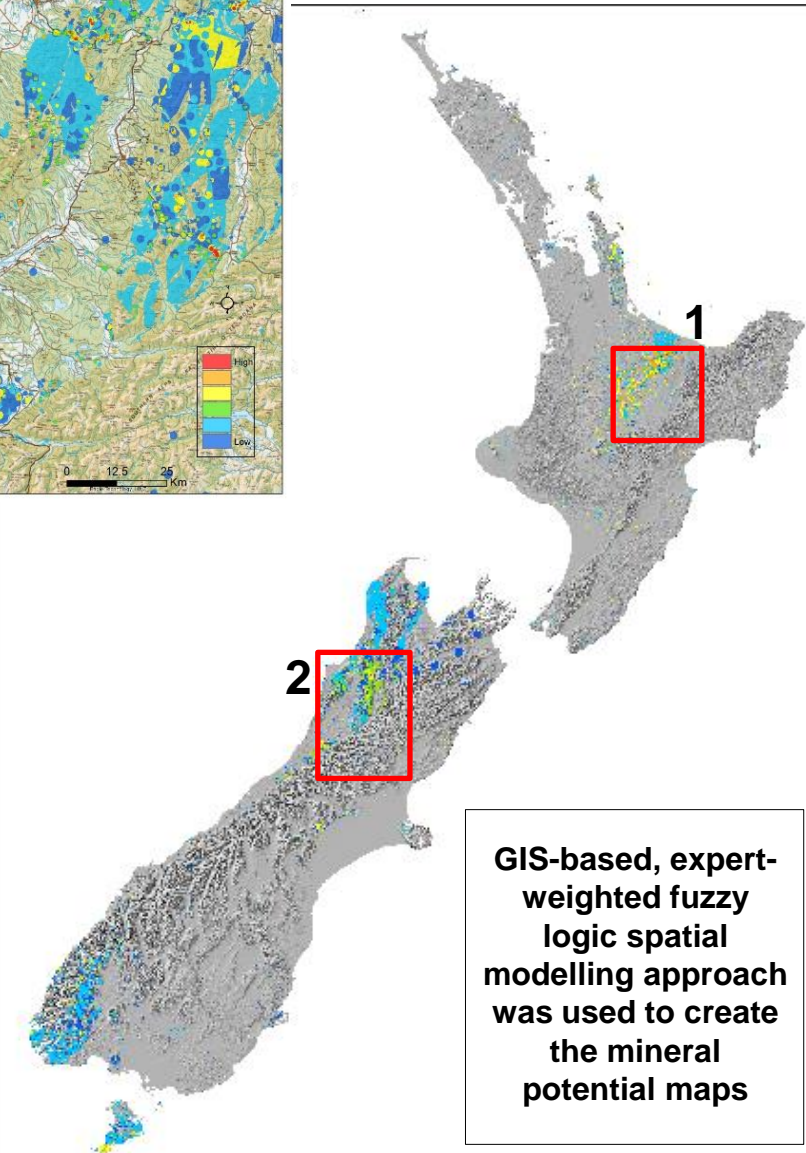 High
Low
0 12.5 25
Km
1
2
GIS-based, expert-
weighted fuzzy
logic spatial
modelling approach
was used to create
the mineral
potential maps